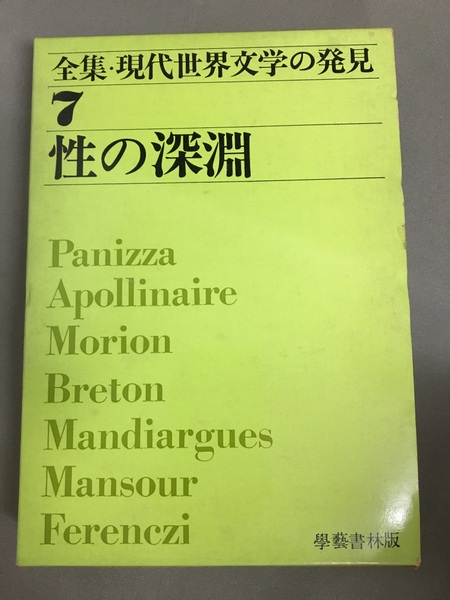 全集·現代世界文学の発見
7
性の深淵
Panizza
Apollinaire
Morion
Breton
Mandiargues
Mansour
Ferenczi
學藝書林版